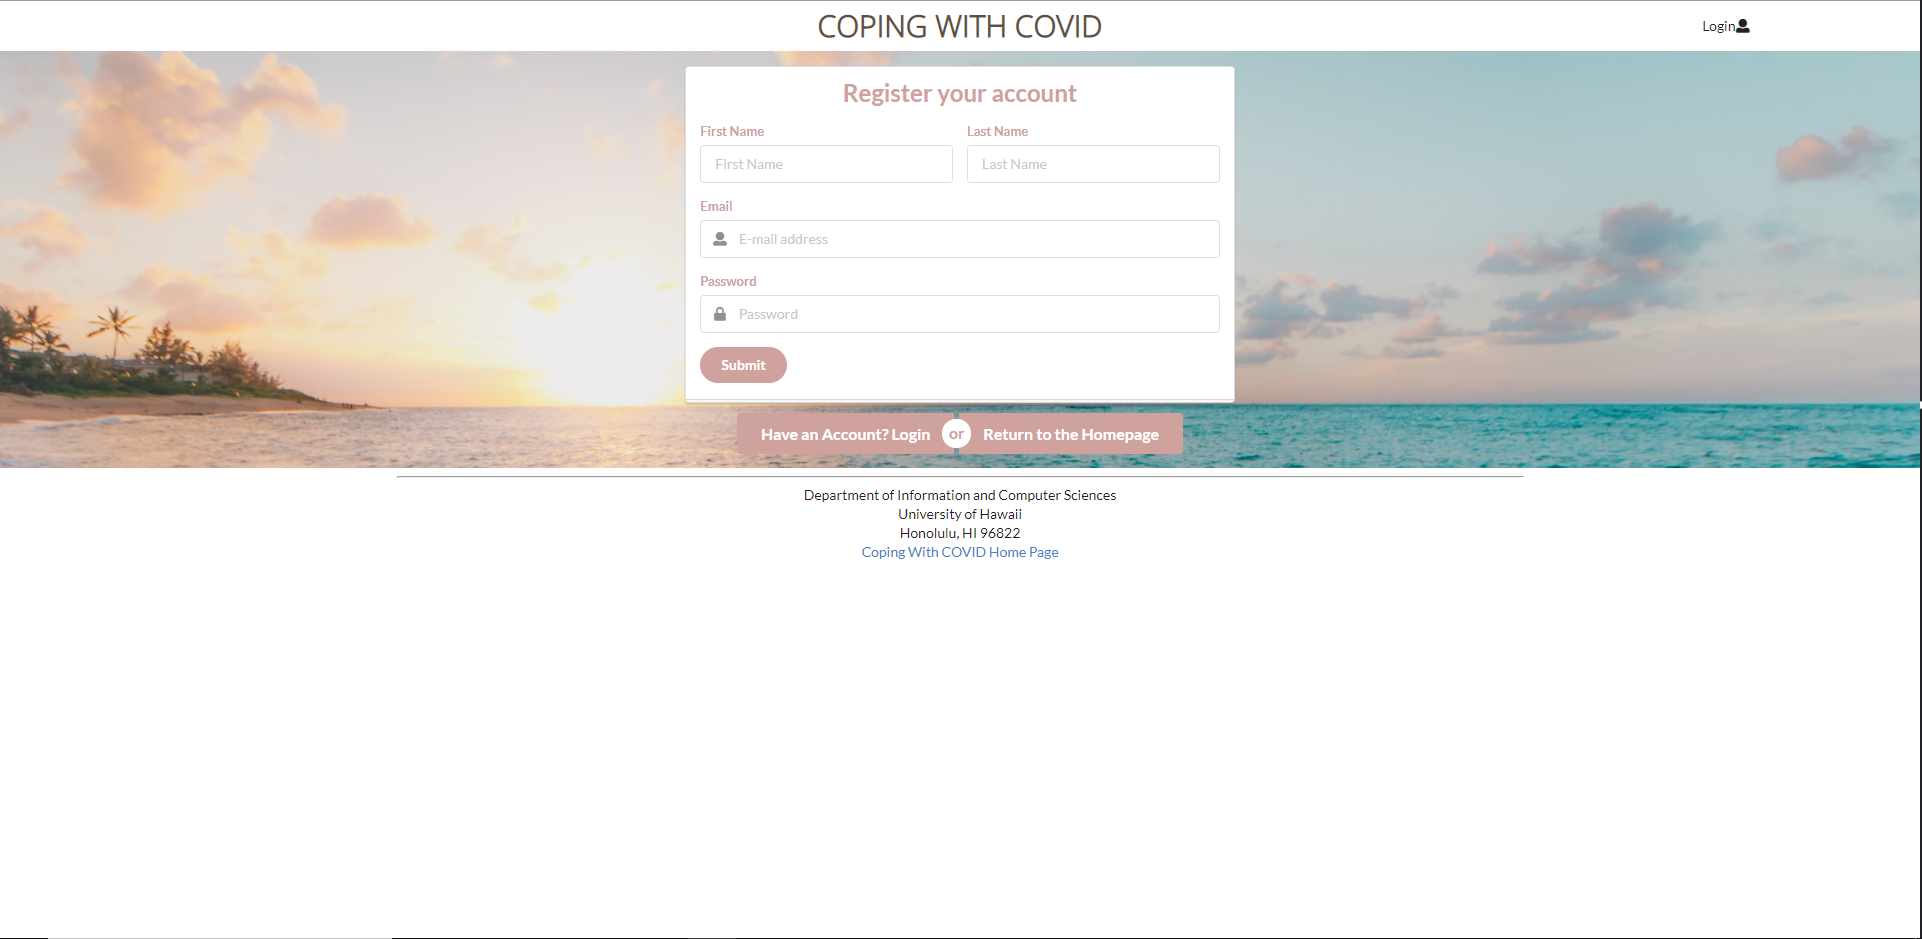 COPING WITH COVID
Login
Register your account
First Name Last Name
First Name Last Name
Email
E-mail address
Password
Password
Submit
Have an Account? Login or Return to the Homepage
Department of Information and Computer Sciences
University of Hawaii
Honolulu, HI 96822
Coping With COVID Home Page